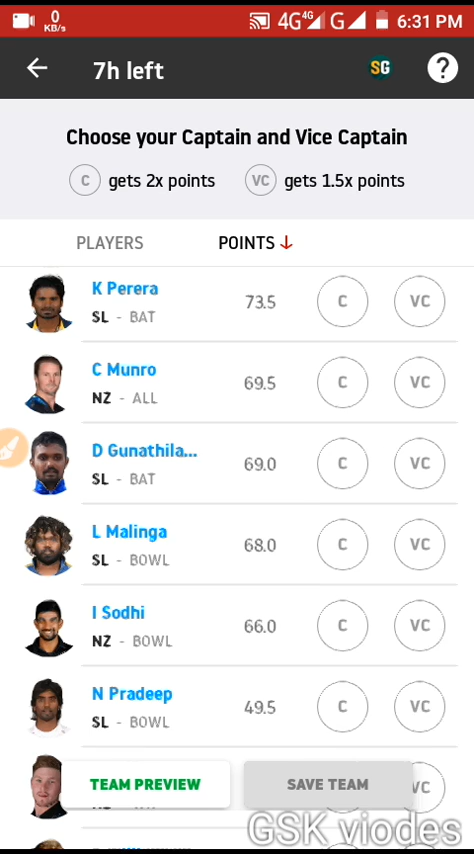 0 KB/s 4G 4G G 6:31 PM
7h left SG ?
Choose your Captain and Vice Captain
C gets 2x points VC gets 1.5x points
PLAYERS POINTS ↓
K Perera 73.5 C VC
SL - BAT
C Munro 69.5 C VC
NZ - ALL
D Gunathila... 69.0 C VC
SL - BAT
L Malinga 68.0 C VC
SL - BOWL
I Sodhi 66.0 C VC
NZ - BOWL
N Pradeep 49.5 C VC
SL - BOWL
TEAM PREVIEW SAVE TEAM VC
GSK viodes